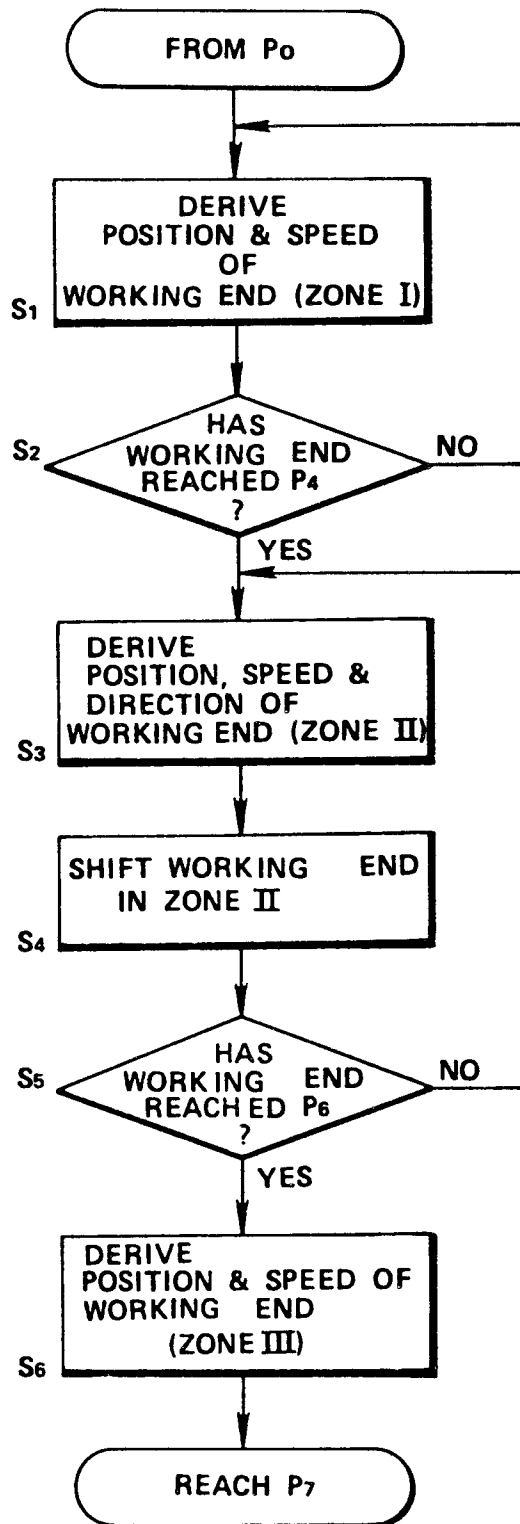 FROM P0
DERIVE
POSITION & SPEED
OF
WORKING END (ZONE I)
S1
HAS
WORKING END
REACHED P4
?
S2
NO
YES
DERIVE
POSITION, SPEED &
DIRECTION OF
WORKING END (ZONE II)
S3
SHIFT WORKING END
IN ZONE II
S4
HAS
WORKING END
REACHED P6
?
S5
NO
YES
DERIVE
POSITION & SPEED OF
WORKING END
(ZONE III)
S6
REACH P7